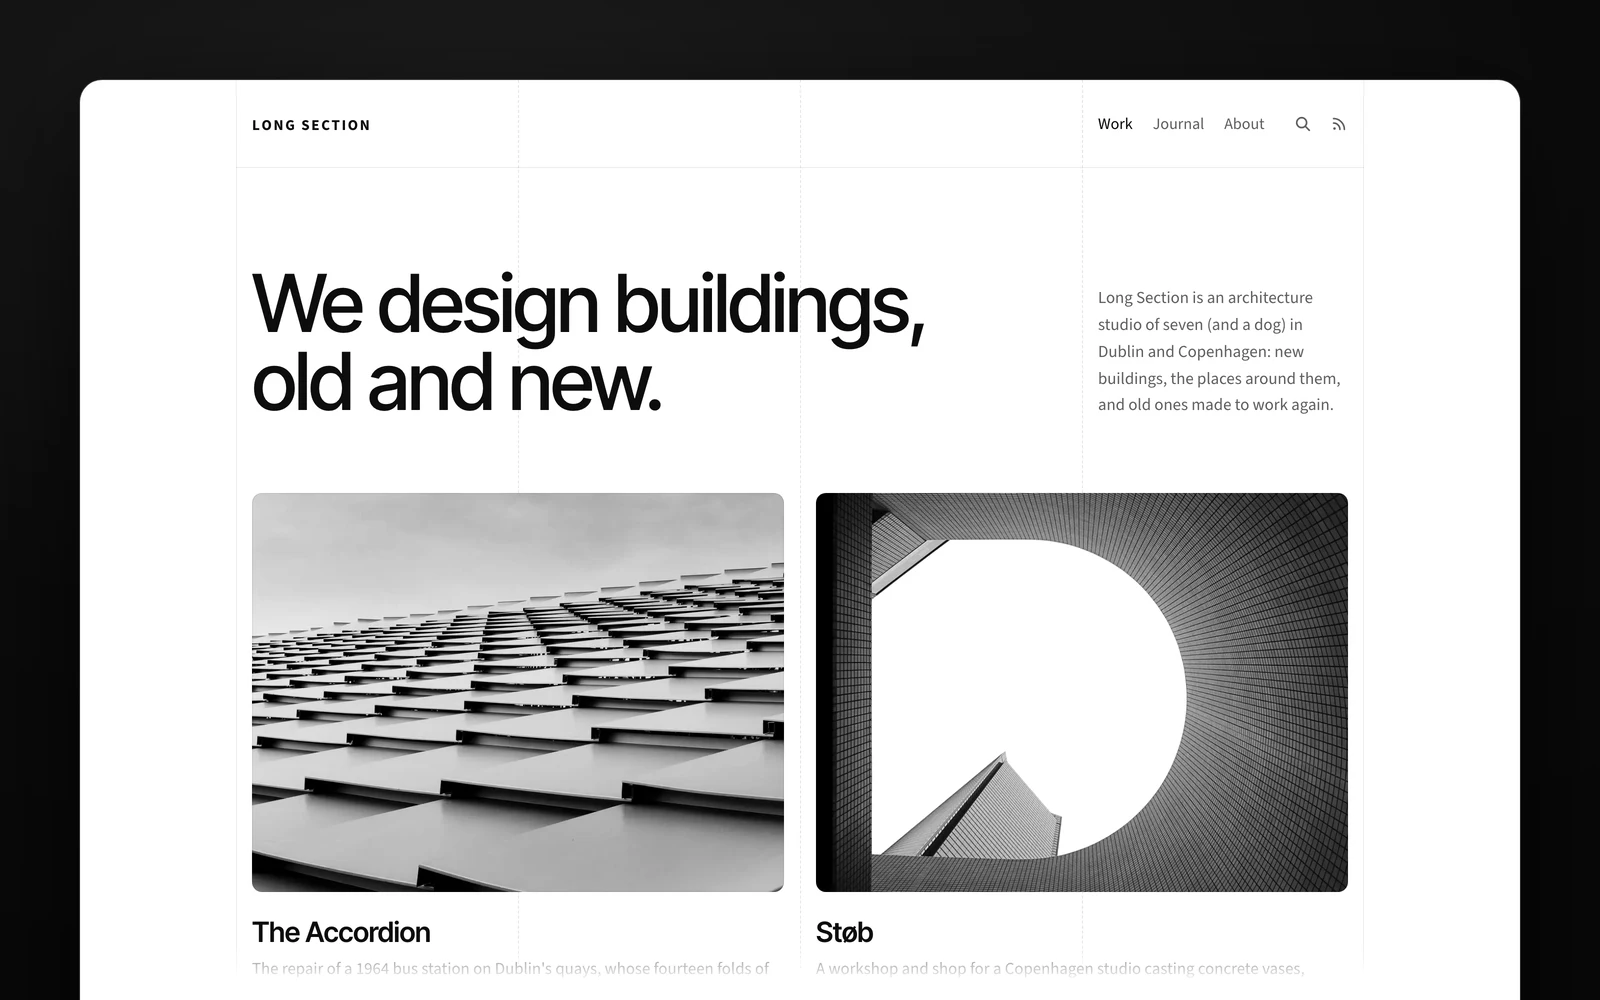 LONG SECTION
Work Journal About
We design buildings,
old and new.
Long Section is an architecture
studio of seven (and a dog) in
Dublin and Copenhagen: new
buildings, the places around them,
and old ones made to work again.
The Accordion
The repair of a 1964 bus station on Dublin's quays, whose fourteen folds of
Støb
A workshop and shop for a Copenhagen studio casting concrete vases,